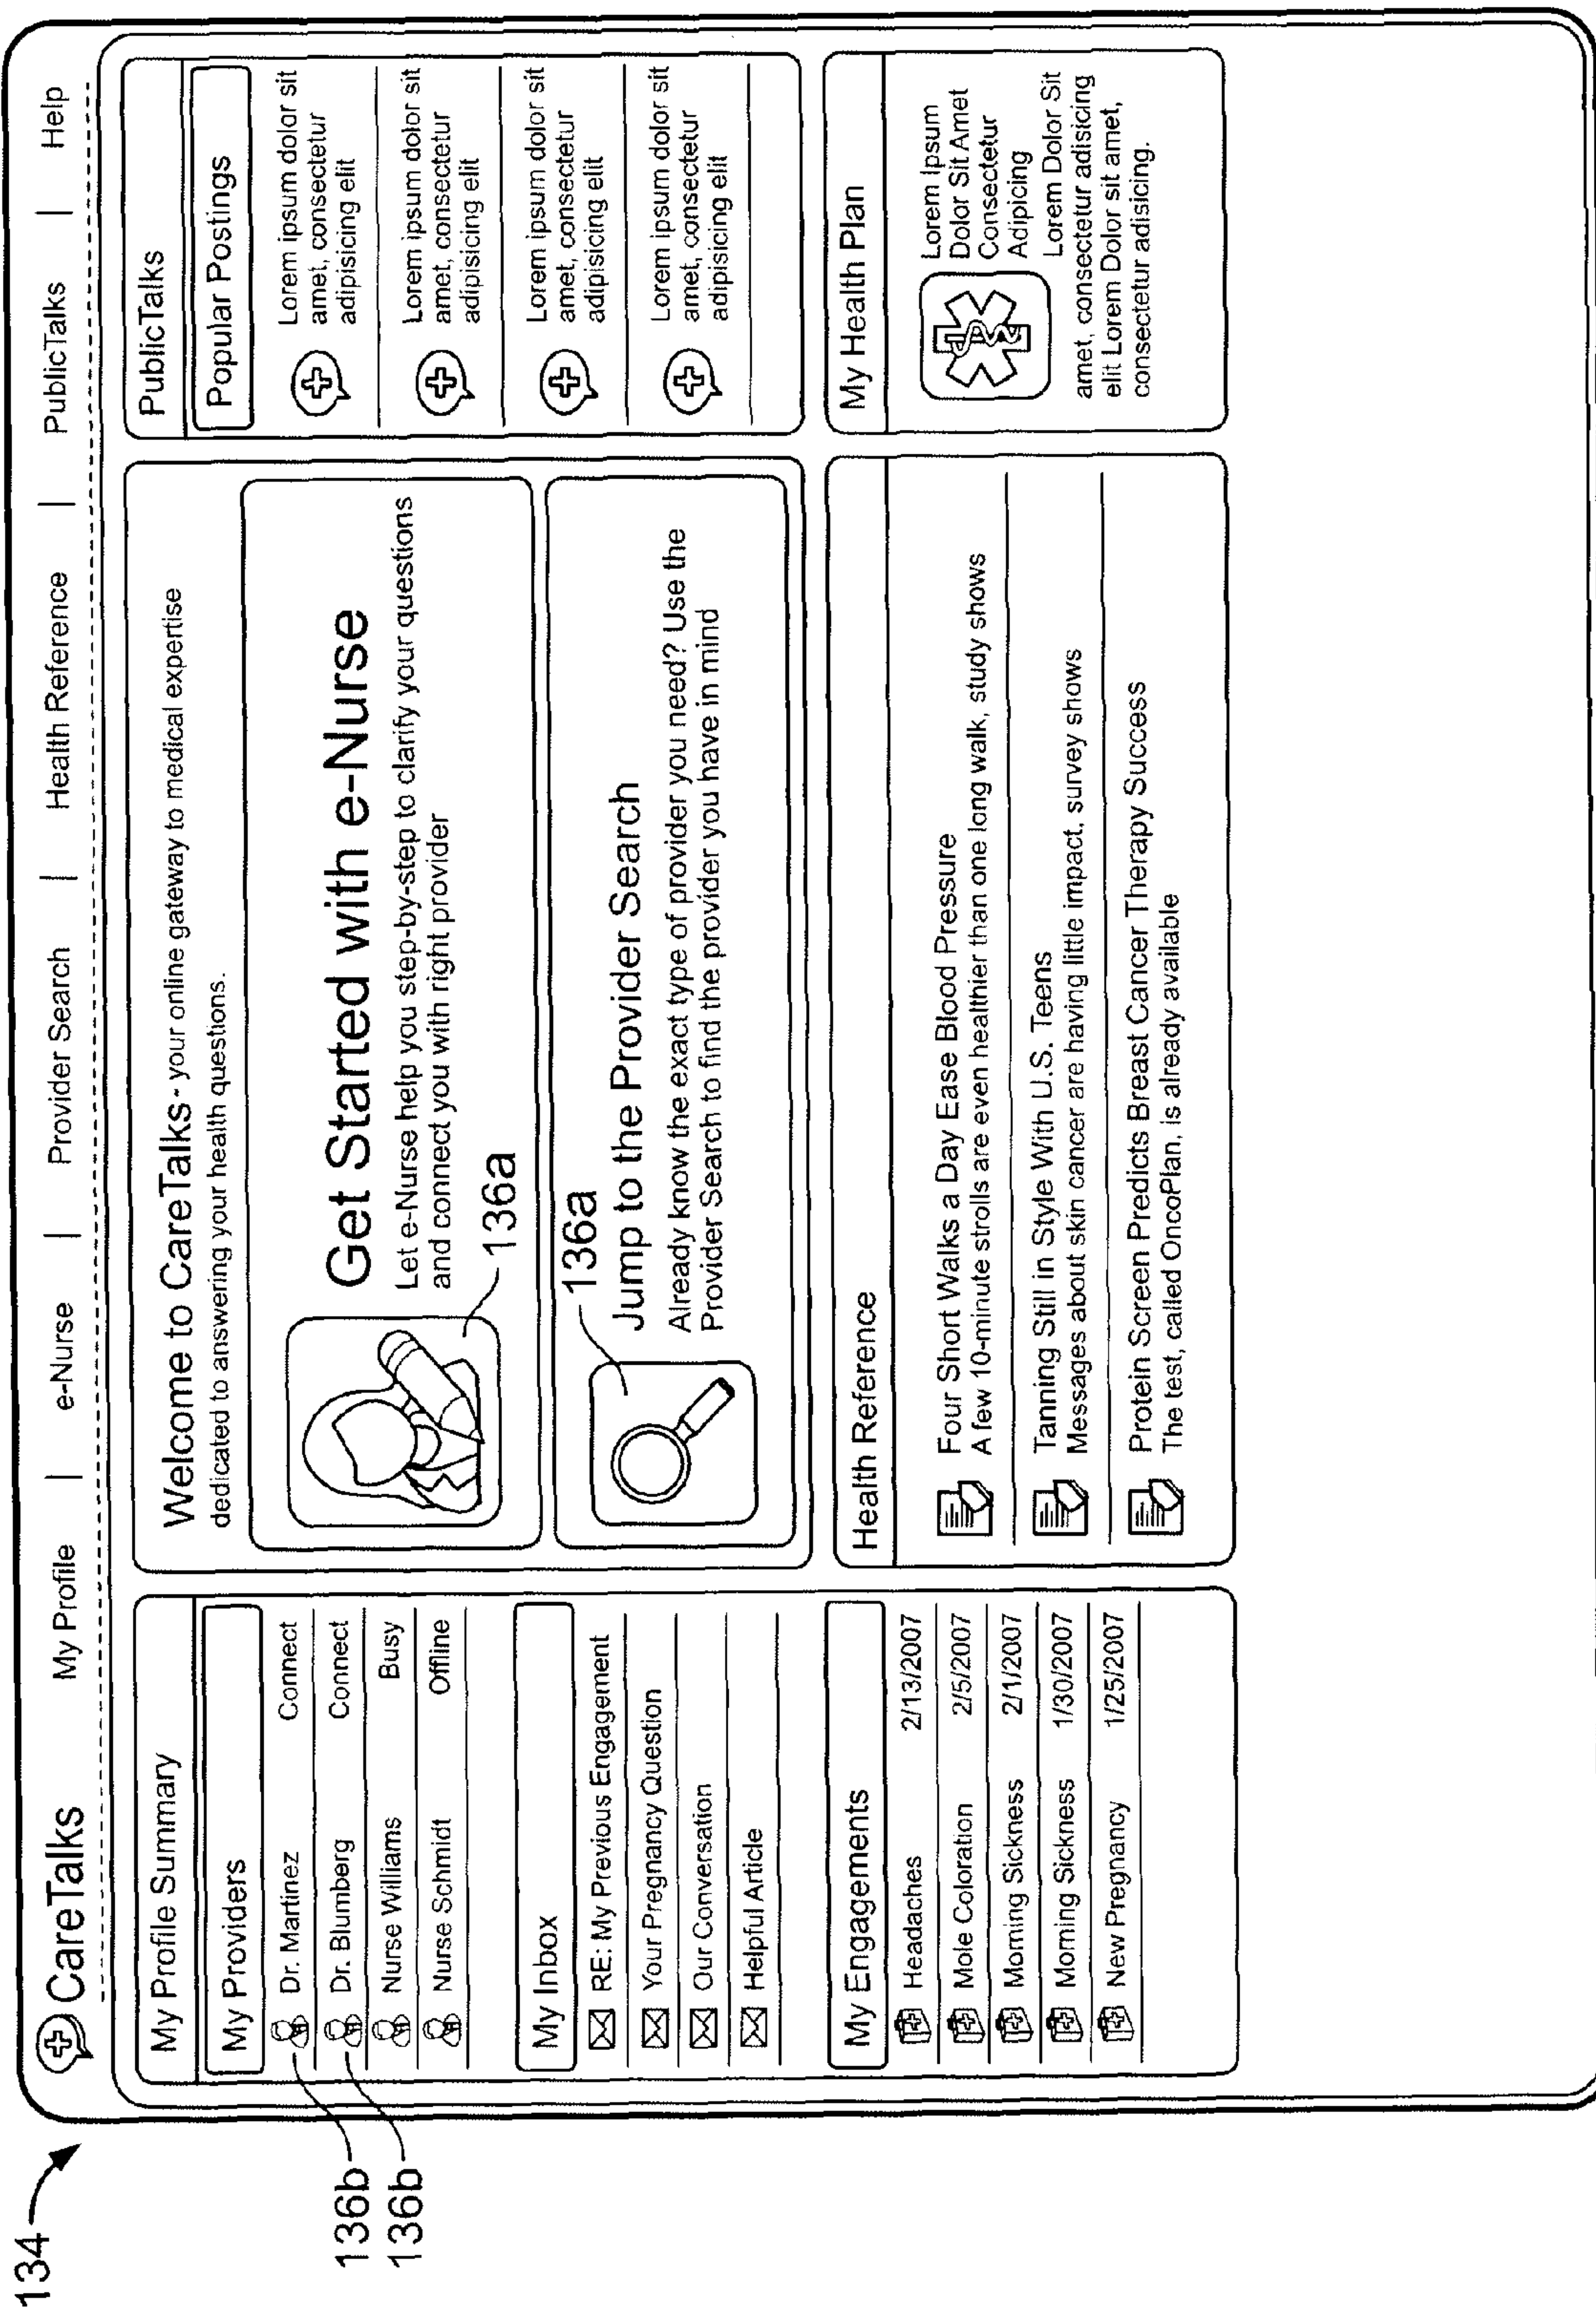 134
CareTalks
My Profile | e-Nurse | Provider Search | Health Reference | PublicTalks | Help
My Profile Summary
My Providers
Dr. Martinez Connect
Dr. Blumberg Connect
Nurse Williams Busy
Nurse Schmidt Offline
136b
136b
My Inbox
RE: My Previous Engagement
Your Pregnancy Question
Our Conversation
Helpful Article
My Engagements
Headaches 2/13/2007
Mole Coloration 2/5/2007
Morning Sickness 2/1/2007
Morning Sickness 1/30/2007
New Pregnancy 1/25/2007
Welcome to CareTalks - your online gateway to medical expertise
dedicated to answering your health questions.
Get Started with e-Nurse
Let e-Nurse help you step-by-step to clarify your questions
and connect you with right provider
136a
136a
Jump to the Provider Search
Already know the exact type of provider you need? Use the
Provider Search to find the provider you have in mind
Health Reference
Four Short Walks a Day Ease Blood Pressure
A few 10-minute strolls are even healthier than one long walk, study shows
Tanning Still in Style With U.S. Teens
Messages about skin cancer are having little impact, survey shows
Protein Screen Predicts Breast Cancer Therapy Success
The test, called OncoPlan, is already available
PublicTalks
Popular Postings
Lorem ipsum dolor sit
amet, consectetur
adipisicing elit
Lorem ipsum dolor sit
amet, consectetur
adipisicing elit
Lorem ipsum dolor sit
amet, consectetur
adipisicing elit
Lorem ipsum dolor sit
amet, consectetur
adipisicing elit
My Health Plan
Lorem Ipsum
Dolor Sit Amet
Consectetur
Adipicing
Lorem Dolor Sit
amet, consectetur adisicing
elit Lorem Dolor sit amet,
consectetur adisicing.